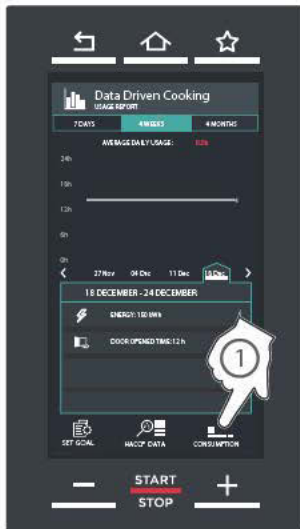 Data Driven Cooking
USAGE REPORT
7 DAYS 4 WEEKS 4 MONTHS
AVERAGE DAILY USAGE:
24h
18h
12h
6h
0h
27 Nov 04 Dec 11 Dec 18 Dec
18 DECEMBER - 24 DECEMBER
ENERGY: 150 kWh
DOOR OPENED TIME: 12 h
1
SET GOAL HACCP DATA CONSUMPTION
START
STOP